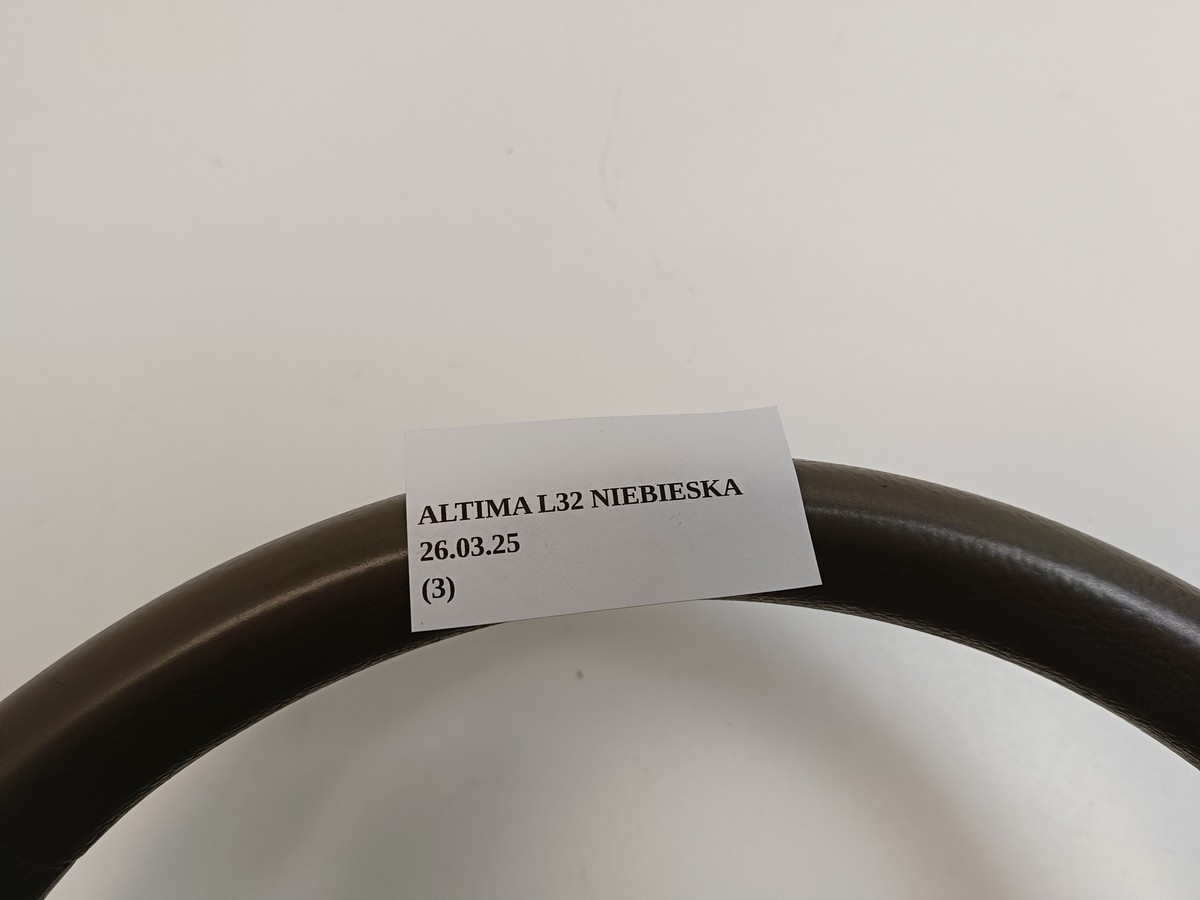 ALTIMA L32 NIEBIESKA
26.03.25
(3)